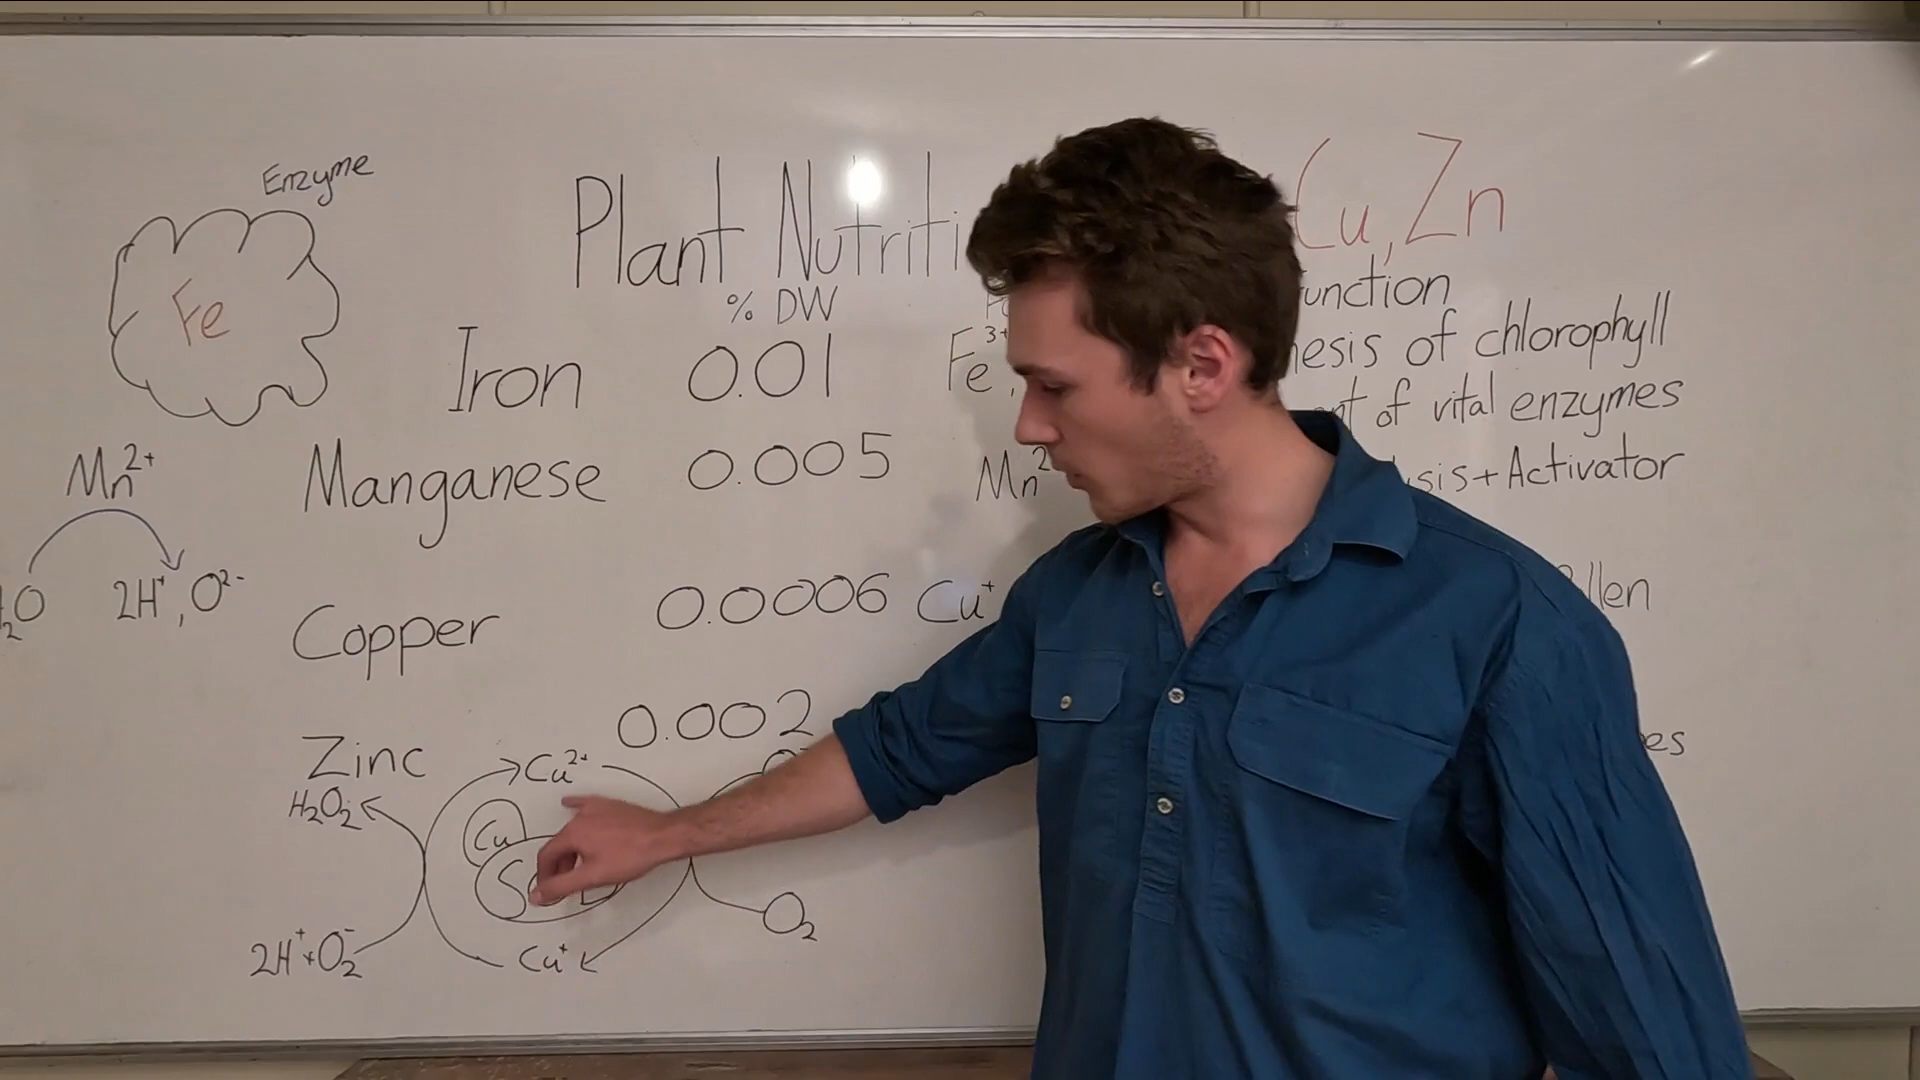 Enzyme
Plant Nutriti Cu, Zn
Fe
% DW unction
Iron 0.01 Fe³⁺, hesis of chlorophyll
of vital enzymes
Manganese 0.005 Mn² sis + Activator
Mn²⁺
₂O 2H⁺, O²⁻
Copper 0.0006 Cu⁺ llen
Zinc 0.002 es
Cu²⁺
H₂O₂
Cu
2H⁺ + O₂⁻
Cu⁺
O₂